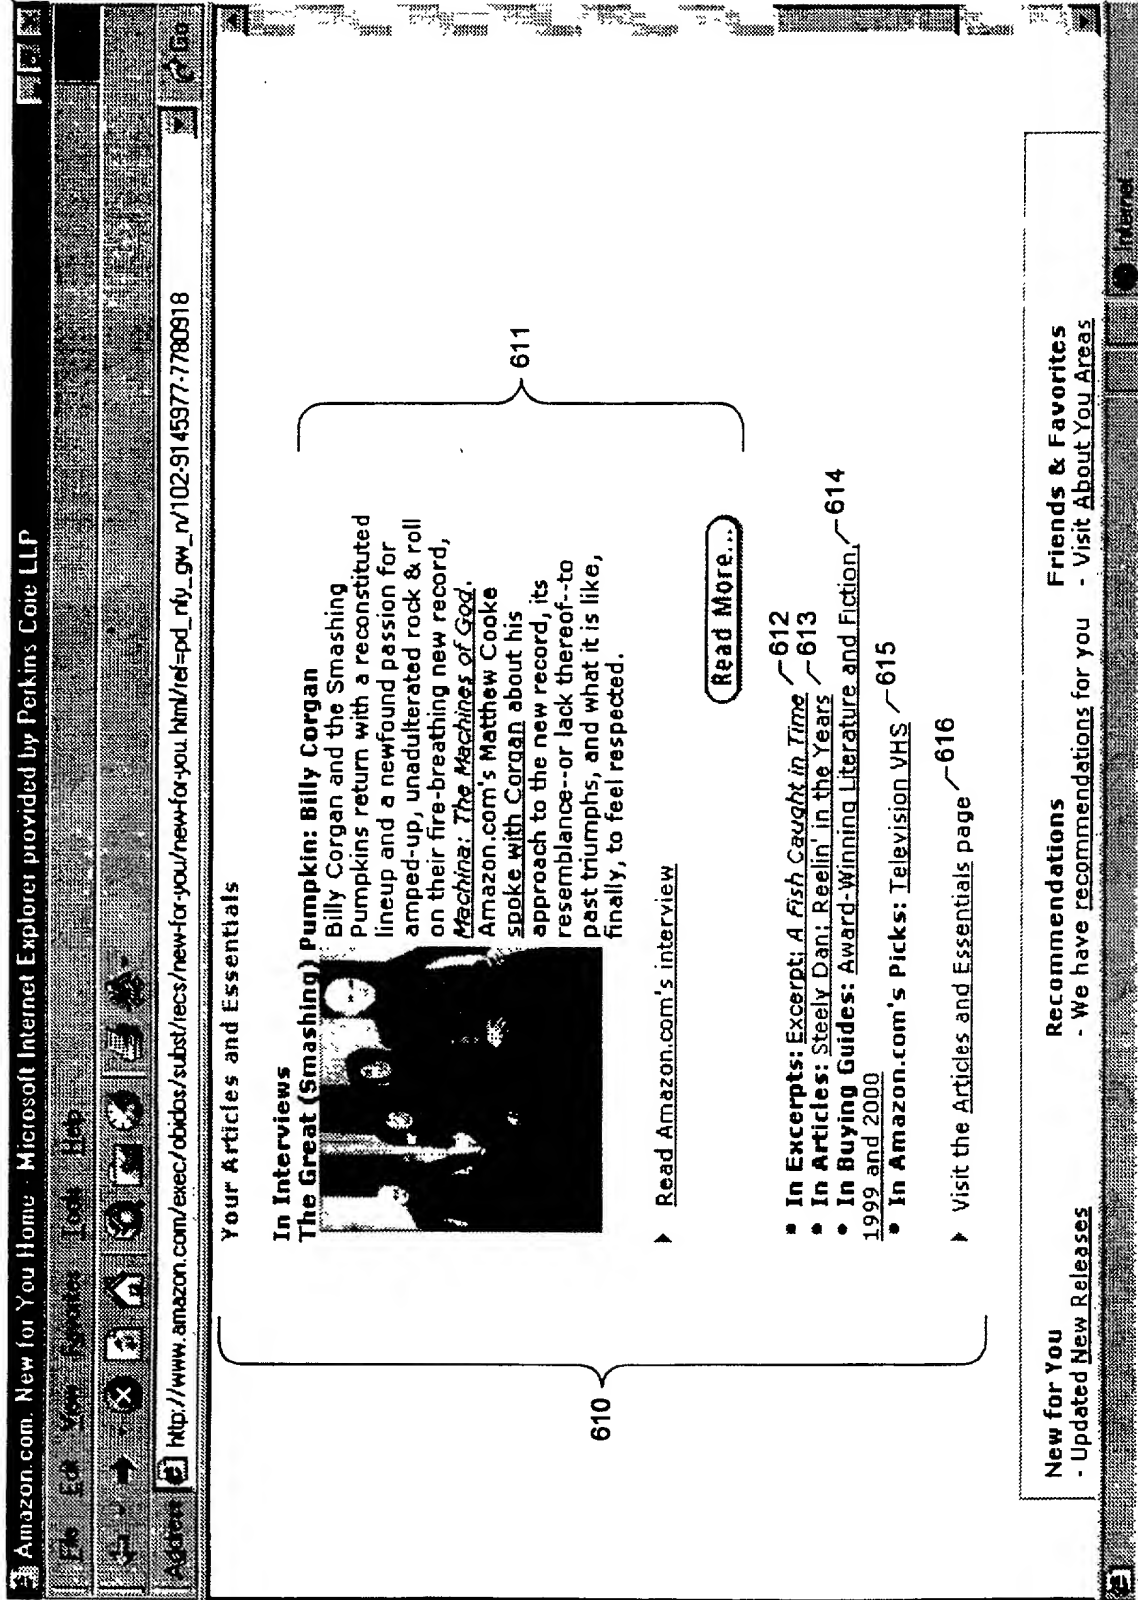 Amazon.com. New for You Home - Microsoft Internet Explorer provided by Perkins Coie LLP
File Edit View Favorites Tools Help
Address http://www.amazon.com/exec/obidos/subst/recs/new-for-you/new-for-you.html/ref=pd_nfy_gw_n/102-9145977-7780918 Go
Your Articles and Essentials
In Interviews
The Great (Smashing) Pumpkin: Billy Corgan
Billy Corgan and the Smashing
Pumpkins return with a reconstituted
lineup and a newfound passion for
amped-up, unadulterated rock & roll
on their fire-breathing new record,
Machina: The Machines of God.
Amazon.com's Matthew Cooke
spoke with Corgan about his
approach to the new record, its
resemblance--or lack thereof--to
past triumphs, and what it is like,
finally, to feel respected.
Read Amazon.com's interview
Read More...
611
610
• In Excerpts: Excerpt: A Fish Caught in Time 612
• In Articles: Steely Dan: Reelin' in the Years 613
• In Buying Guides: Award-Winning Literature and Fiction, 614
1999 and 2000
• In Amazon.com's Picks: Television VHS 615
Visit the Articles and Essentials page 616
New for You
- Updated New Releases
Recommendations
- We have recommendations for you
Friends & Favorites
- Visit About You Areas
Internet